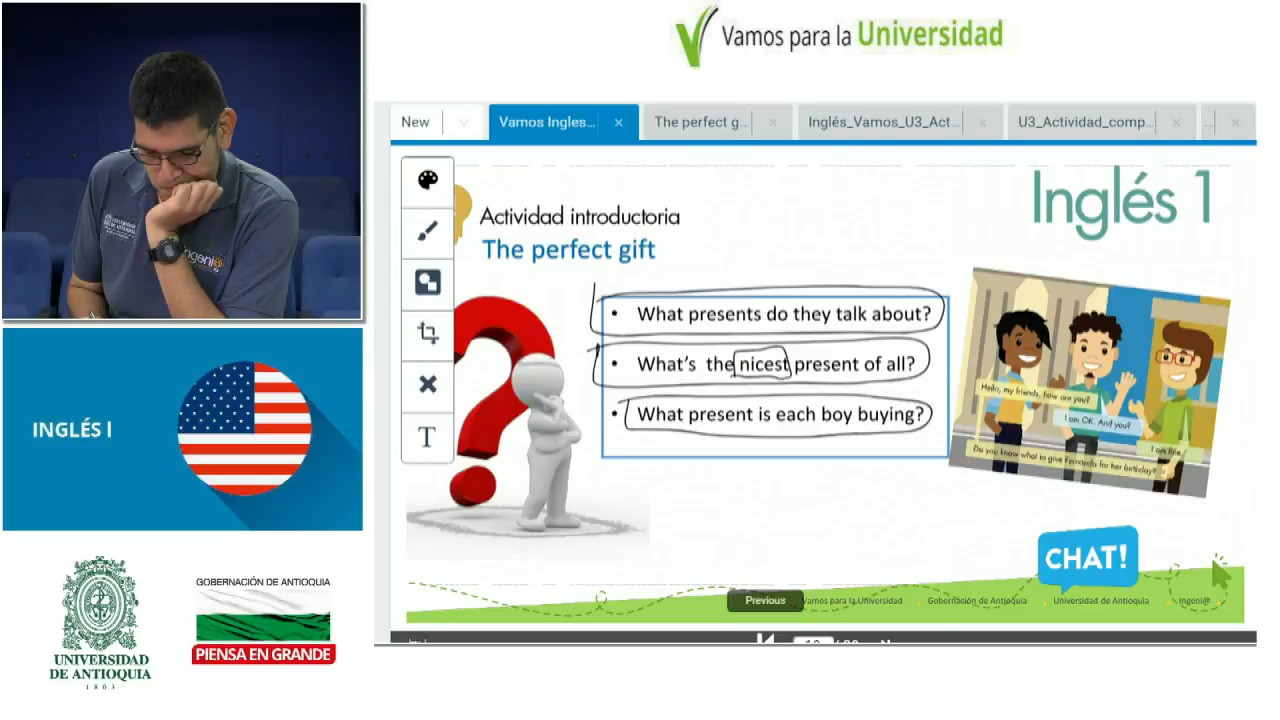 Vamos para la Universidad
New
Vamos Ingles...
The perfect g...
Inglés_Vamos_U3_Act...
U3_Actividad_comp...
Inglés 1
Actividad introductoria
The perfect gift
• What presents do they talk about?
• What's the nicest present of all?
• What present is each boy buying?
T
Hello, my friends, how are you?
I am OK. And you?
I am fine.
Do you know what to give Fernanda for her birthday?
CHAT!
Previous
Vamos para la Universidad
Gobernación de Antioquia
Universidad de Antioquia
Ingeni@
ingeni@
INGLÉS I
UNIVERSIDAD
DE ANTIOQUIA
1803
GOBERNACIÓN DE ANTIOQUIA
PIENSA EN GRANDE